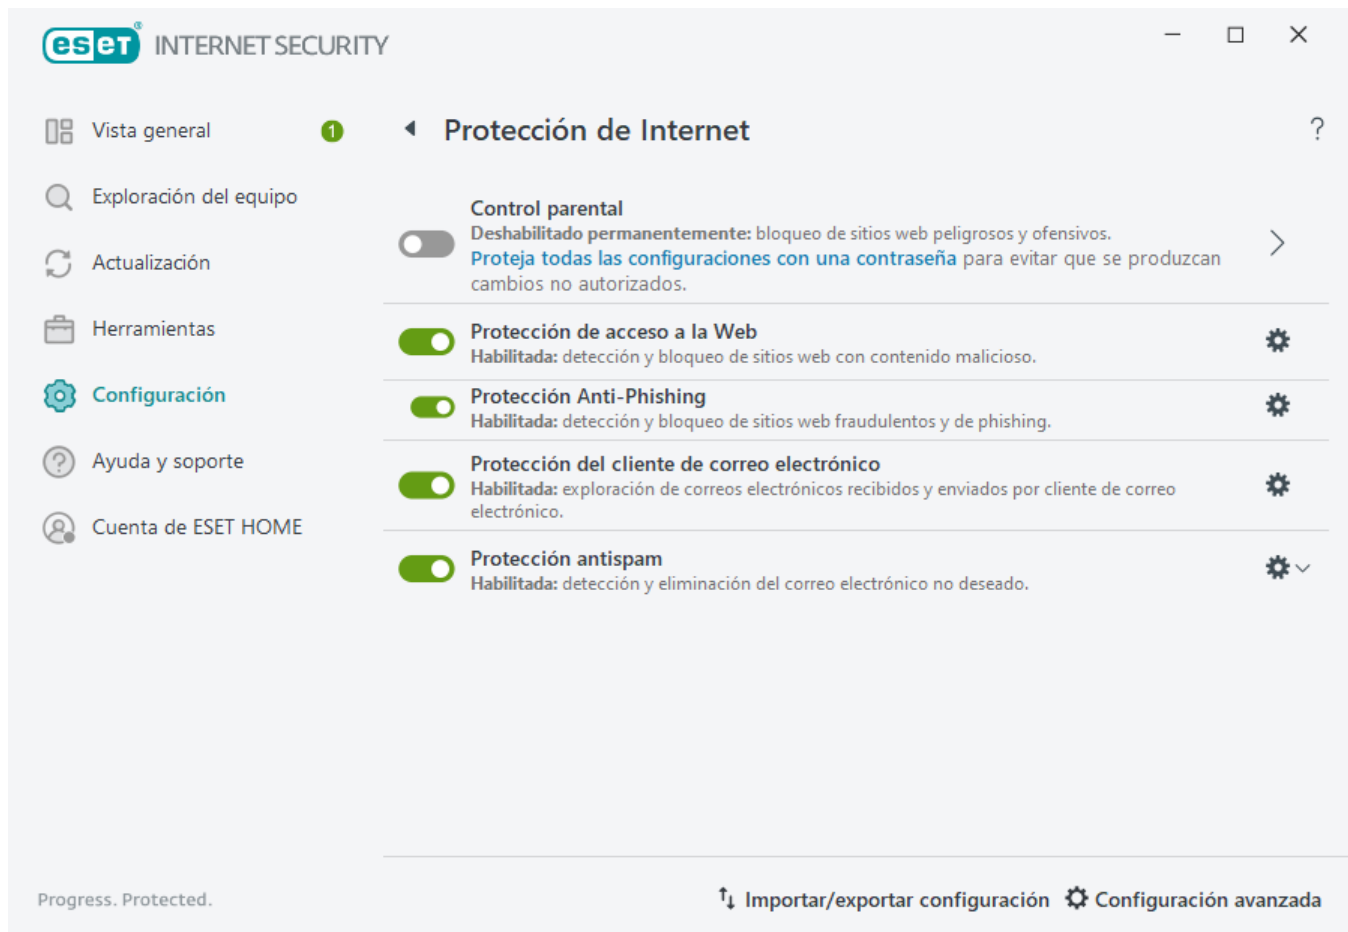 eset® INTERNET SECURITY
Vista general 1
Exploración del equipo
Actualización
Herramientas
Configuración
Ayuda y soporte
Cuenta de ESET HOME
Protección de Internet ?
Control parental
Deshabilitado permanentemente: bloqueo de sitios web peligrosos y ofensivos.
Proteja todas las configuraciones con una contraseña para evitar que se produzcan
cambios no autorizados.
Protección de acceso a la Web
Habilitada: detección y bloqueo de sitios web con contenido malicioso.
Protección Anti-Phishing
Habilitada: detección y bloqueo de sitios web fraudulentos y de phishing.
Protección del cliente de correo electrónico
Habilitada: exploración de correos electrónicos recibidos y enviados por cliente de correo
electrónico.
Protección antispam
Habilitada: detección y eliminación del correo electrónico no deseado.
Progress. Protected.
Importar/exportar configuración Configuración avanzada